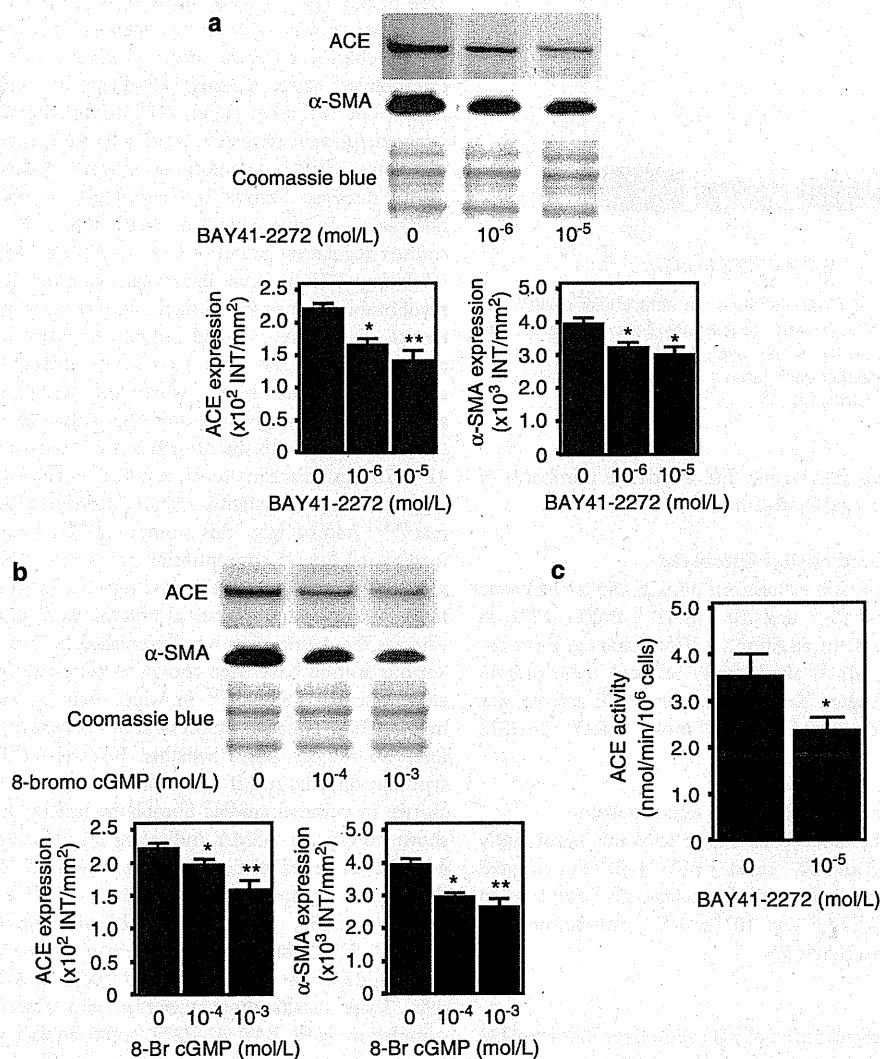 a
ACE
α-SMA
Coomassie blue
BAY41-2272 (mol/L) 0 10⁻⁶ 10⁻⁵
ACE expression
(x10² INT/mm²)
2.5
2.0
1.5
1.0
0.5
0
*
**
0 10⁻⁶ 10⁻⁵
BAY41-2272 (mol/L)
α-SMA expression
(x10³ INT/mm²)
5.0
4.0
3.0
2.0
1.0
0
*
*
0 10⁻⁶ 10⁻⁵
BAY41-2272 (mol/L)
b
ACE
α-SMA
Coomassie blue
8-bromo cGMP (mol/L) 0 10⁻⁴ 10⁻³
ACE expression
(x10² INT/mm²)
2.5
2.0
1.5
1.0
0.5
0
*
**
0 10⁻⁴ 10⁻³
8-Br cGMP (mol/L)
α-SMA expression
(x10³ INT/mm²)
5.0
4.0
3.0
2.0
1.0
0
*
**
0 10⁻⁴ 10⁻³
8-Br cGMP (mol/L)
c
ACE activity
(nmol/min/10⁶ cells)
5.0
4.0
3.0
2.0
1.0
0
*
0 10⁻⁵
BAY41-2272 (mol/L)